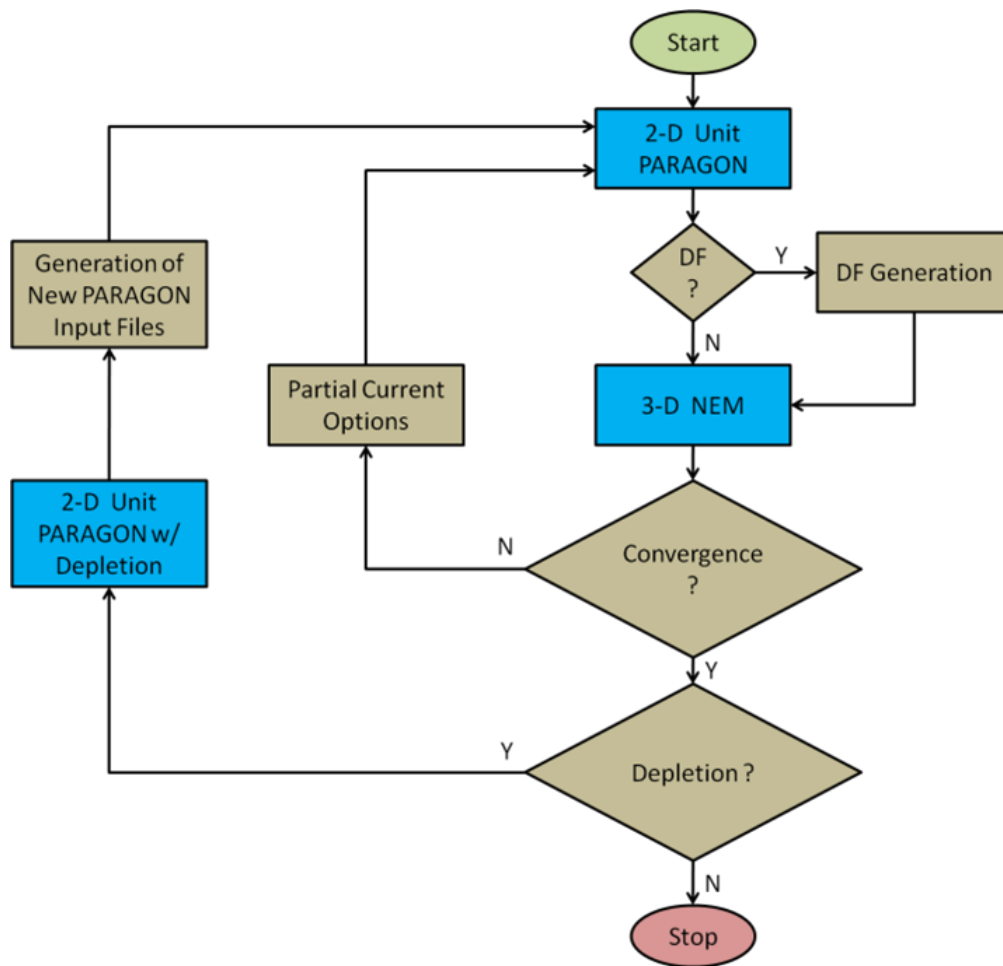 Start
2-D Unit
PARAGON
DF
?
Y
DF Generation
N
Generation of
New PARAGON
Input Files
Partial Current
Options
3-D NEM
2-D Unit
PARAGON w/
Depletion
N
Convergence
?
Y
Y
Depletion ?
N
Stop